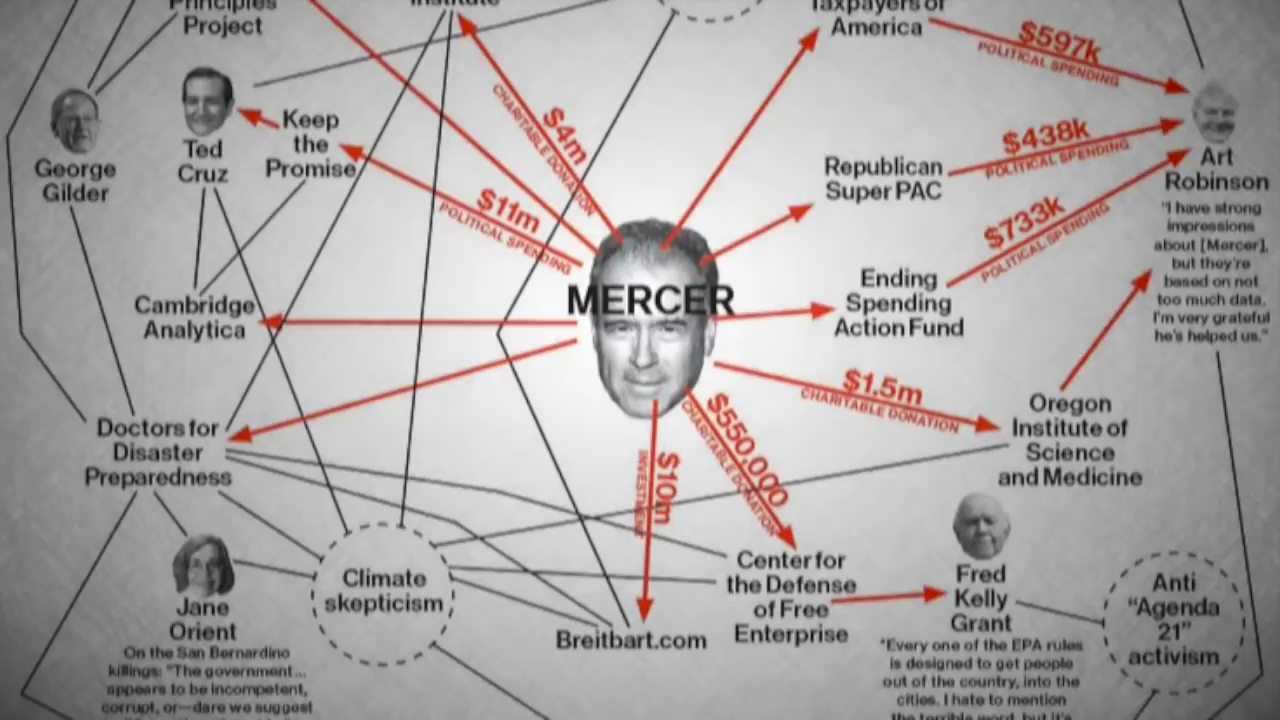 Principles
Project
Institute
Taxpayers of
America
$597k
POLITICAL SPENDING
George
Gilder
Ted
Cruz
Keep
the
Promise
$4m
CHARITABLE DONATION
$11m
POLITICAL SPENDING
Republican
Super PAC
$438k
POLITICAL SPENDING
Art
Robinson
"I have strong
impressions
about [Mercer],
but they're
based on not
too much data.
I'm very grateful
he's helped us."
$733k
POLITICAL SPENDING
MERCER
Ending
Spending
Action Fund
Cambridge
Analytica
$1.5m
CHARITABLE DONATION
$550,000
CHARITABLE DONATION
$10m
INVESTMENT
Doctors for
Disaster
Preparedness
Oregon
Institute of
Science
and Medicine
Jane
Orient
On the San Bernardino
killings: "The government...
appears to be incompetent,
corrupt, or—dare we suggest
Climate
skepticism
Breitbart.com
Center for
the Defense
of Free
Enterprise
Fred
Kelly
Grant
"Every one of the EPA rules
is designed to get people
out of the country, into the
cities. I hate to mention
the terrible word, but it's
Anti
"Agenda
21"
activism